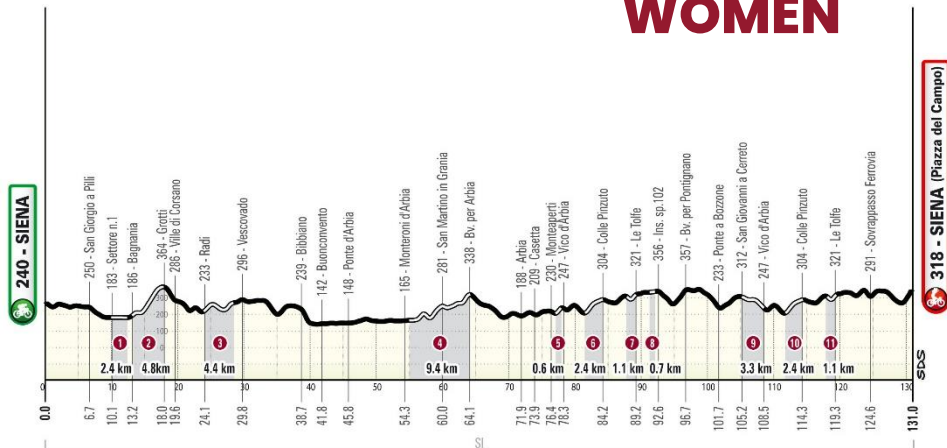 WOMEN
240 - SIENA
250 - San Giorgio a Pilli
183 - Settore n.1
186 - Bagnania
364 - Grotti
286 - Ville di Corsano
233 - Radi
296 - Vescovado
239 - Bibbiano
142 - Buonconvento
148 - Ponte d'Arbia
165 - Monteroni d'Arbia
281 - San Martino in Grania
338 - Bv. per Arbia
188 - Arbia
209 - Casetta
230 - Monteaperti
247 - Vico d'Arbia
304 - Colle Pinzuto
321 - Le Tolfe
356 - Ins. sp.102
357 - Bv. per Pontignano
233 - Ponte a Bozzone
312 - San Giovanni a Cerreto
247 - Vico d'Arbia
304 - Colle Pinzuto
321 - Le Tolfe
291 - Sovrappasso Ferrovia
318 - SIENA (Piazza del Campo)
300
200
100
0
1 2 3 4 5 6 7 8 9 10 11
2.4 km 4.8km 4.4 km 9.4 km 0.6 km 2.4 km 1.1 km 0.7 km 3.3 km 2.4 km 1.1 km
SDS
0 10 20 30 40 50 60 70 80 90 100 110 120 130
0.0 6.7 10.1 13.2 18.0 19.6 24.1 29.8 38.7 41.8 45.8 54.3 60.0 64.1 71.9 73.9 76.4 78.3 84.2 89.2 92.6 96.7 101.7 105.2 108.5 114.3 119.3 124.6 131.0
SI